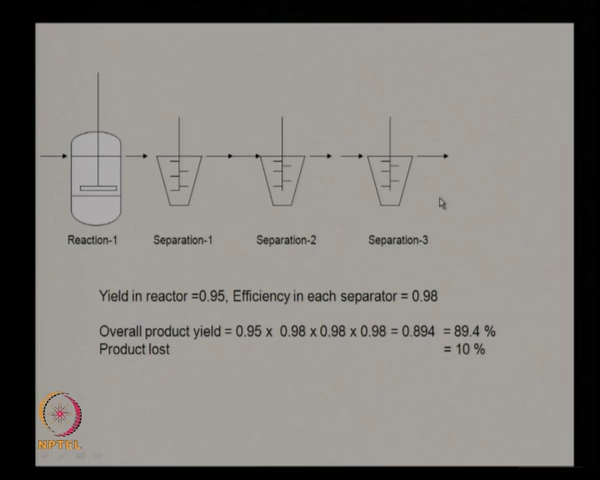 Reaction-1 Separation-1 Separation-2 Separation-3
Yield in reactor =0.95, Efficiency in each separator = 0.98
Overall product yield = 0.95 x 0.98 x 0.98 x 0.98 = 0.894 = 89.4 %
Product lost = 10 %
NPTEL